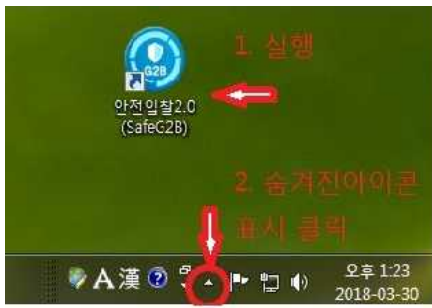 1. 실행
G2B
안전입찰2.0
(SafeG2B)
2. 숨겨진아이콘
표시 클릭
A 漢 ?
오후 1:23
2018-03-30